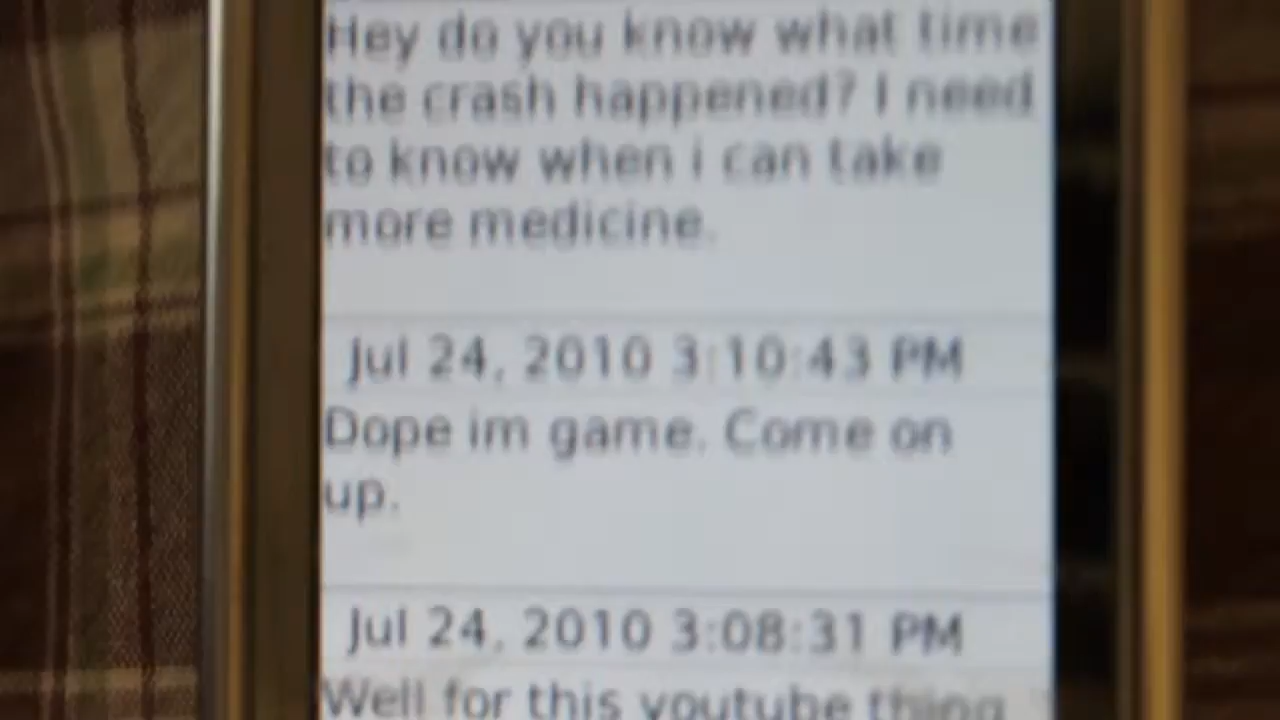 Hey do you know what time
the crash happened? I need
to know when i can take
more medicine.
Jul 24, 2010 3:10:43 PM
Dope im game. Come on
up.
Jul 24, 2010 3:08:31 PM
Well for this youtube thing